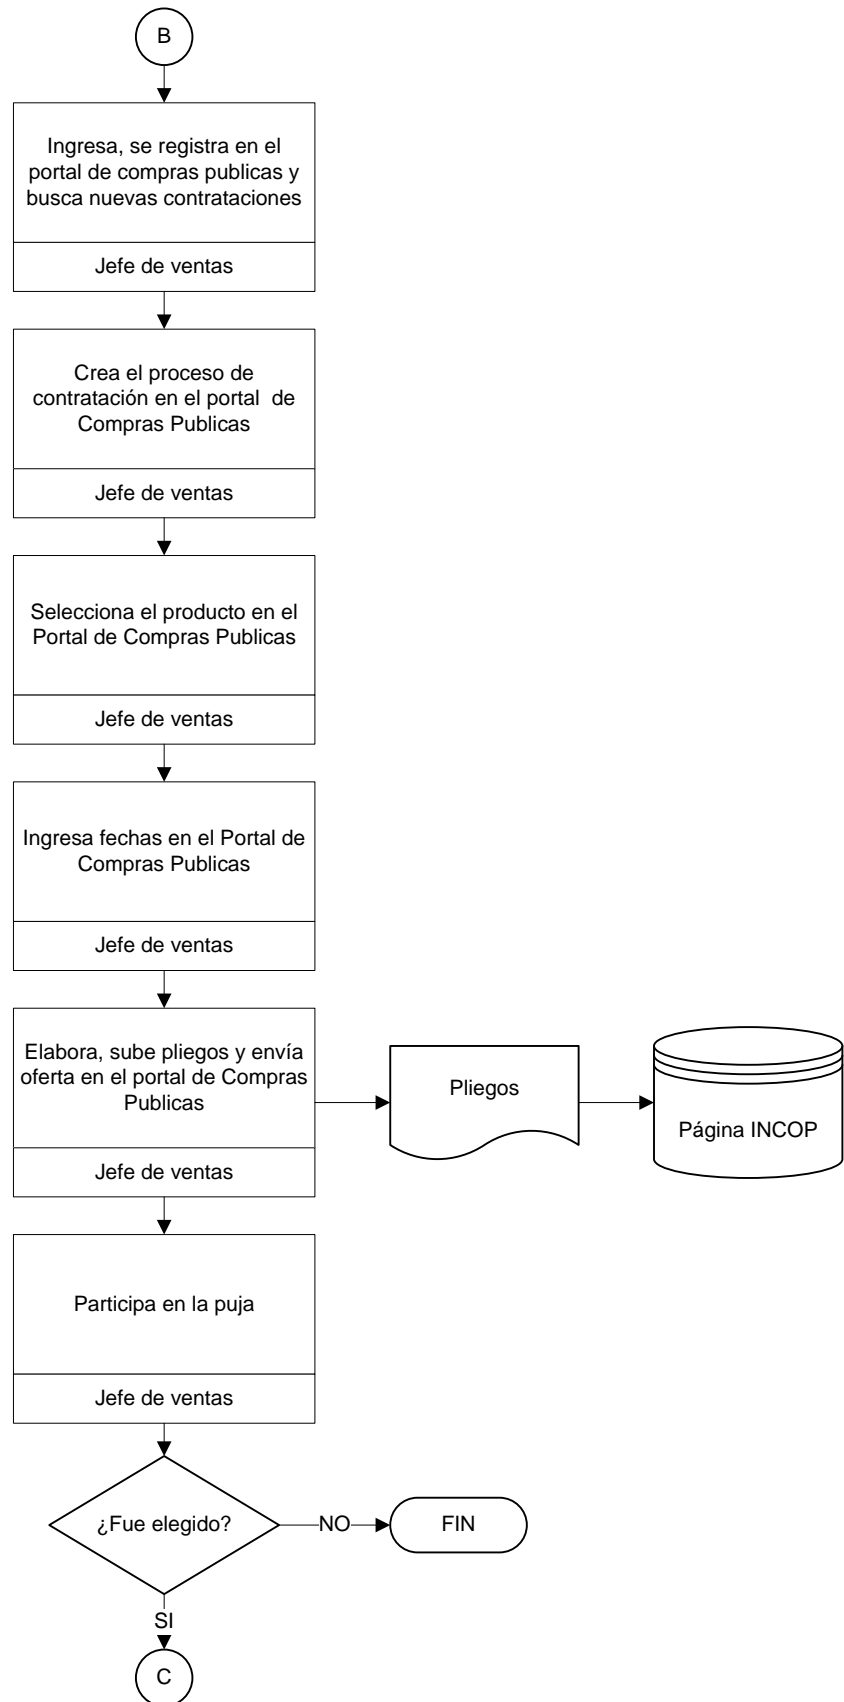 B
Ingresa, se registra en el
portal de compras publicas y
busca nuevas contrataciones
Jefe de ventas
Crea el proceso de
contratación en el portal  de
Compras Publicas
Jefe de ventas
Selecciona el producto en el
Portal de Compras Publicas
Jefe de ventas
Ingresa fechas en el Portal de
Compras Publicas
Jefe de ventas
Elabora, sube pliegos y envía
oferta en el portal de Compras
Publicas
Jefe de ventas
Pliegos
Página INCOP
Participa en la puja
Jefe de ventas
¿Fue elegido?
NO
FIN
SI
C